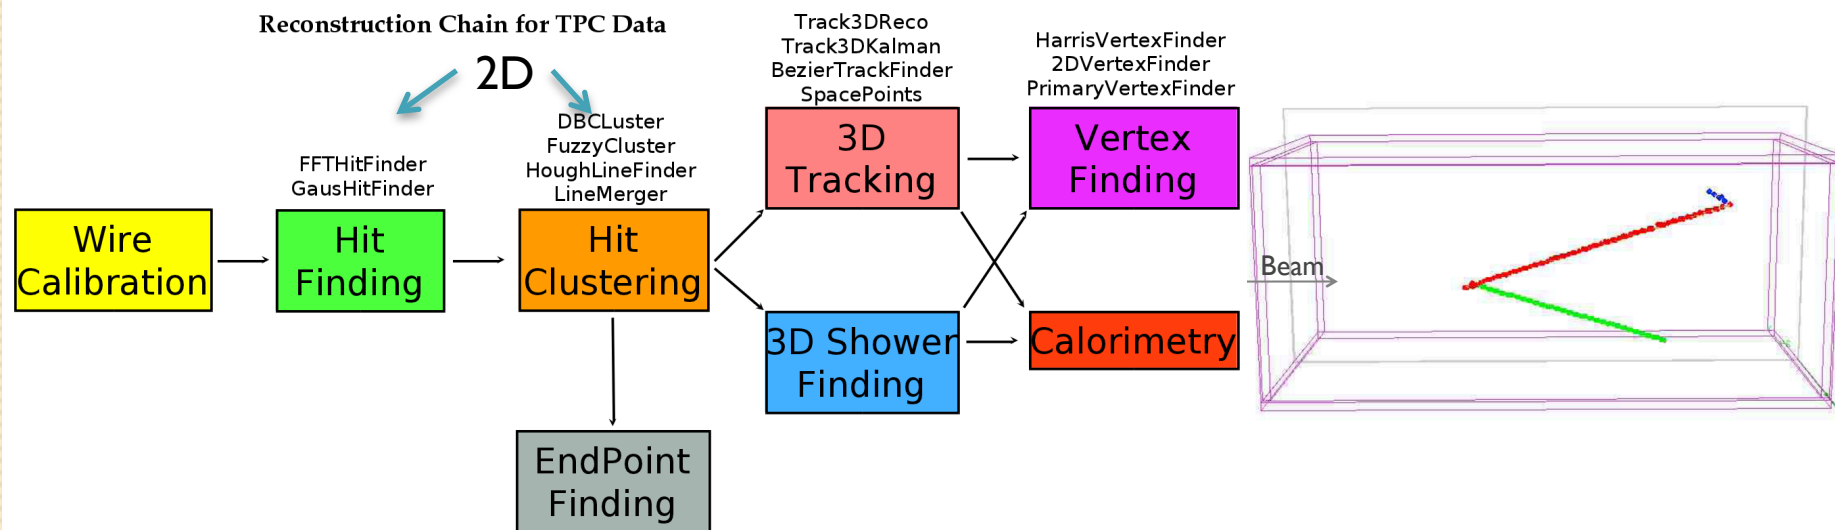 Reconstruction Chain for TPC Data
2D
FFTHitFinder
GausHitFinder
DBCLuster
FuzzyCluster
HoughLineFinder
LineMerger
Track3DReco
Track3DKalman
BezierTrackFinder
SpacePoints
HarrisVertexFinder
2DVertexFinder
PrimaryVertexFinder
Wire
Calibration
Hit
Finding
Hit
Clustering
3D
Tracking
Vertex
Finding
3D Shower
Finding
Calorimetry
EndPoint
Finding
Beam